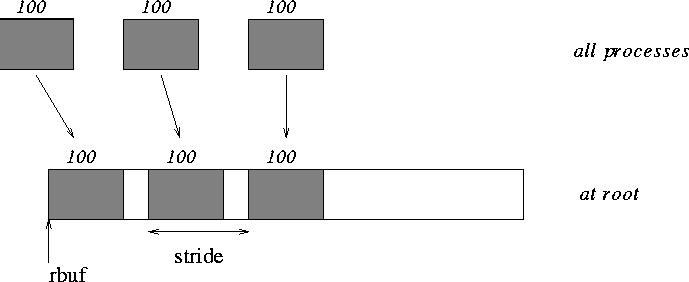 100 100 100
all processes
100 100 100
at root
stride
rbuf